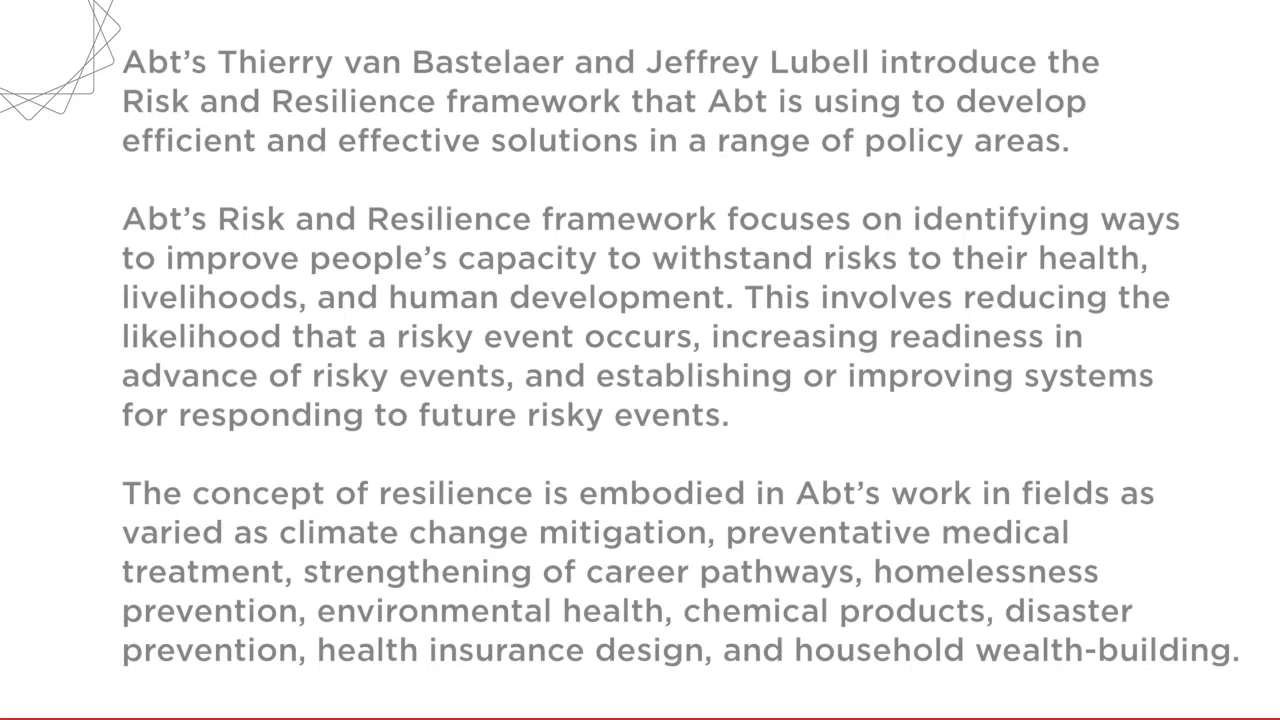 Abt’s Thierry van Bastelaer and Jeffrey Lubell introduce the
Risk and Resilience framework that Abt is using to develop
efficient and effective solutions in a range of policy areas.
Abt’s Risk and Resilience framework focuses on identifying ways
to improve people’s capacity to withstand risks to their health,
livelihoods, and human development. This involves reducing the
likelihood that a risky event occurs, increasing readiness in
advance of risky events, and establishing or improving systems
for responding to future risky events.
The concept of resilience is embodied in Abt’s work in fields as
varied as climate change mitigation, preventative medical
treatment, strengthening of career pathways, homelessness
prevention, environmental health, chemical products, disaster
prevention, health insurance design, and household wealth-building.